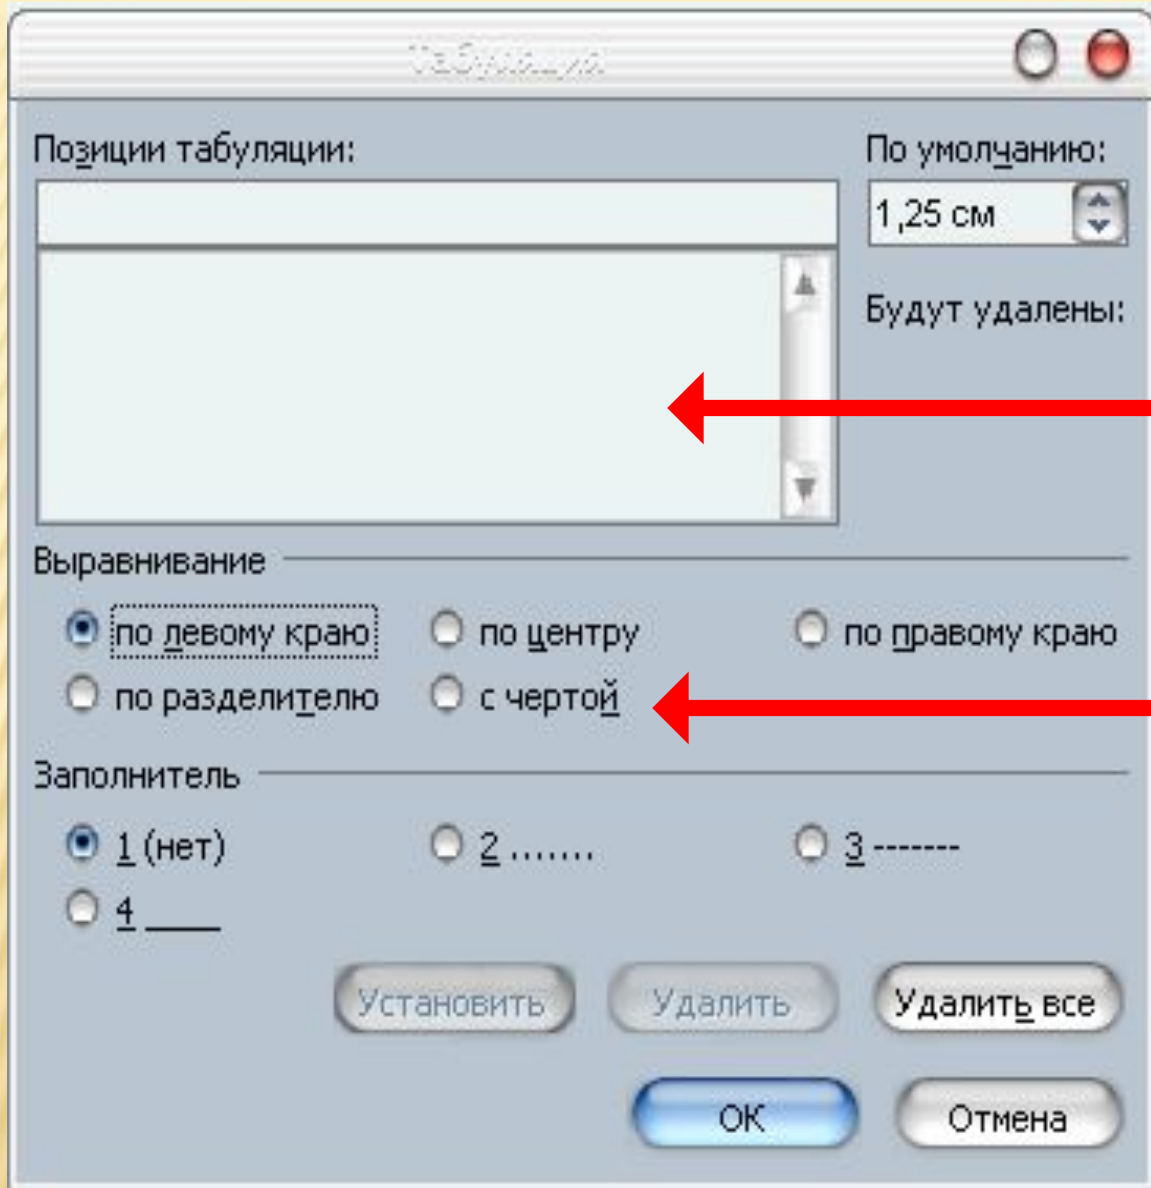 Табуляция
Позиции табуляции:
По умолчанию:
1,25 см
Будут удалены:
Выравнивание
по левому краю
по центру
по правому краю
по разделителю
с чертой
Заполнитель
1 (нет)
2 .......
3 -------
4 ____
Установить
Удалить
Удалить все
ОК
Отмена